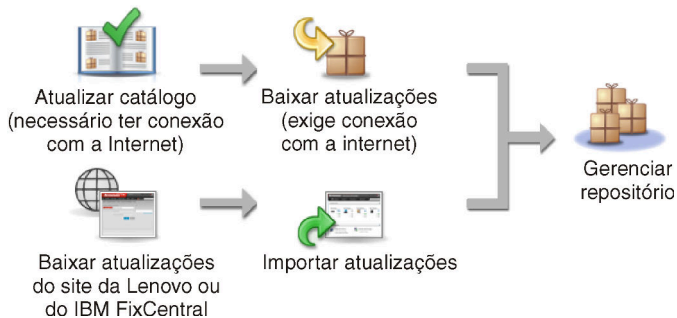 Atualizar catálogo
(necessário ter conexão
com a Internet)
Baixar atualizações
(exige conexão
com a internet)
Gerenciar
repositório
Baixar atualizações
do site da Lenovo ou
do IBM FixCentral
Importar atualizações